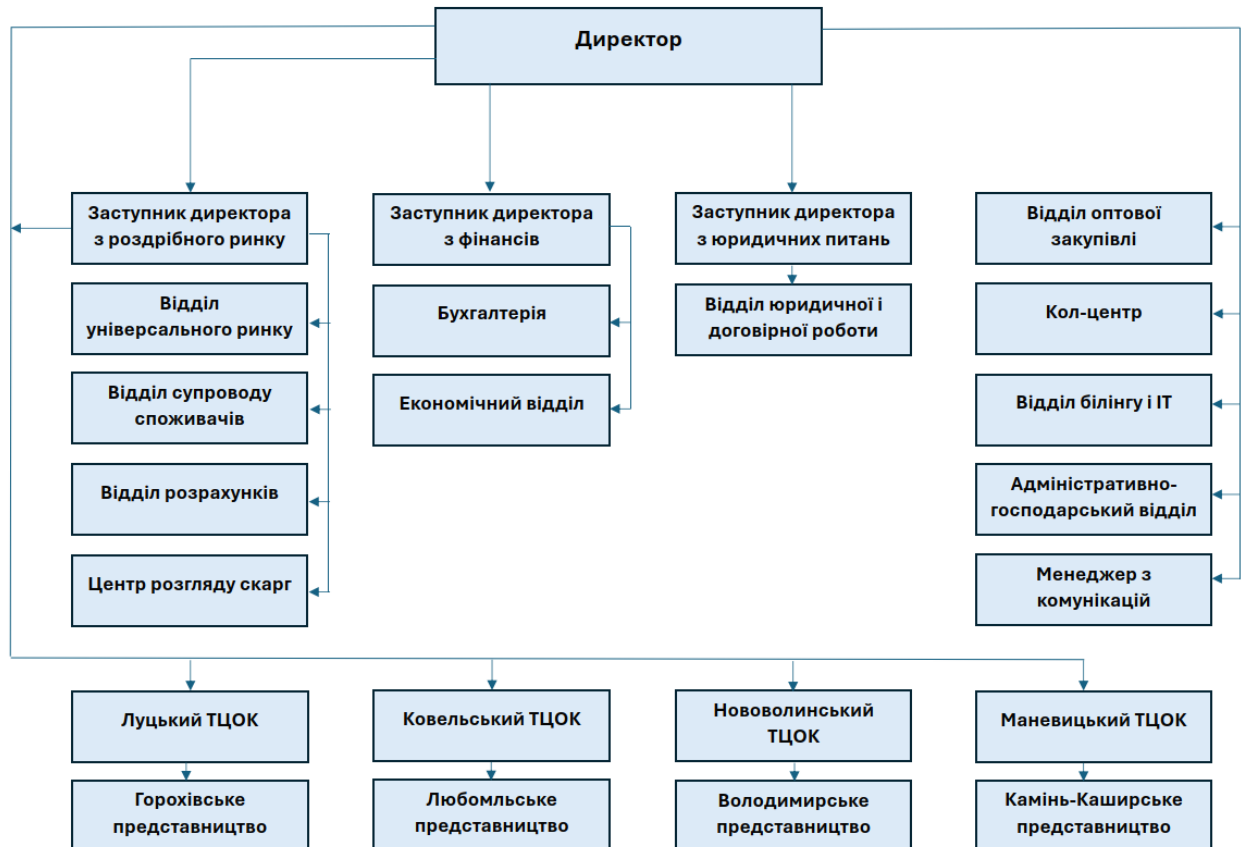 Директор
Заступник директора
з роздрібного ринку
Заступник директора
з фінансів
Заступник директора
з юридичних питань
Відділ оптової
закупівлі
Відділ
універсального ринку
Бухгалтерія
Відділ юридичної і
договірної роботи
Кол-центр
Відділ супроводу
споживачів
Економічний відділ
Відділ білінгу і ІТ
Відділ розрахунків
Адміністративно-
господарський відділ
Центр розгляду скарг
Менеджер з
комунікацій
Луцький ТЦОК
Ковельський ТЦОК
Нововолинський
ТЦОК
Маневицький ТЦОК
Горохівське
представництво
Любомльське
представництво
Володимирське
представництво
Камінь-Каширське
представництво